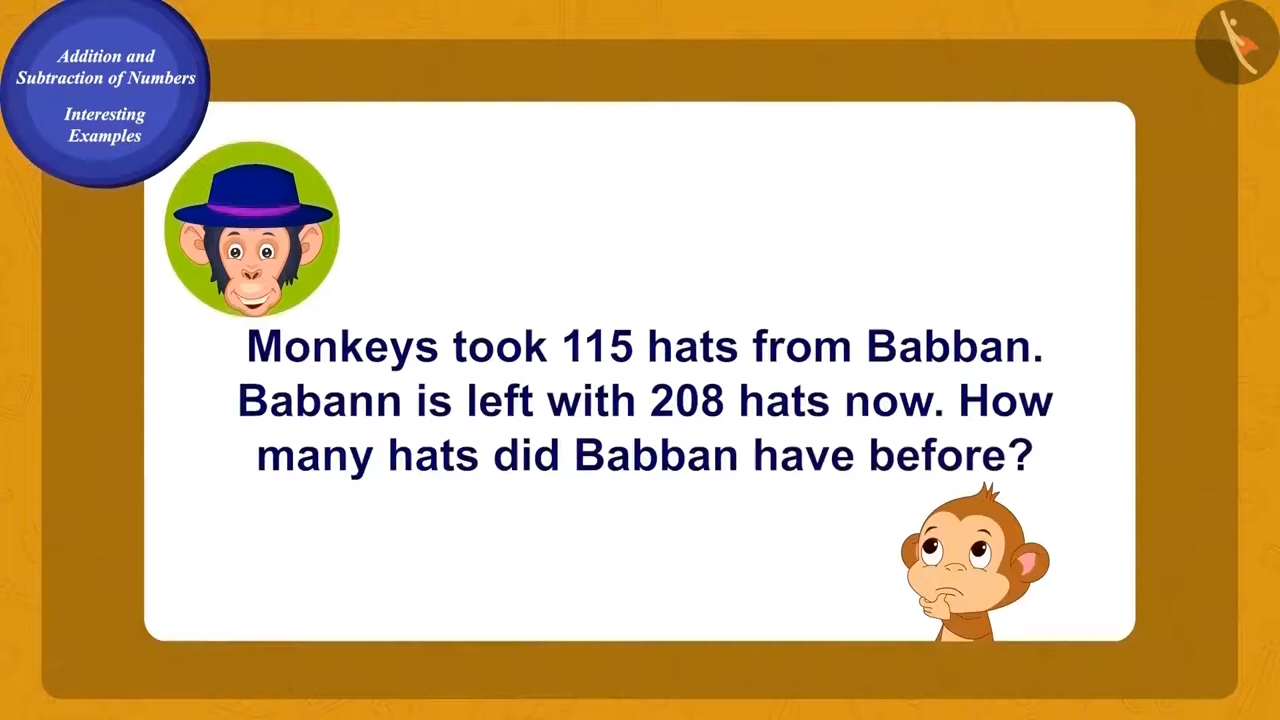 Addition and
Subtraction of Numbers
Interesting
Examples
Monkeys took 115 hats from Babban.
Babann is left with 208 hats now. How
many hats did Babban have before?